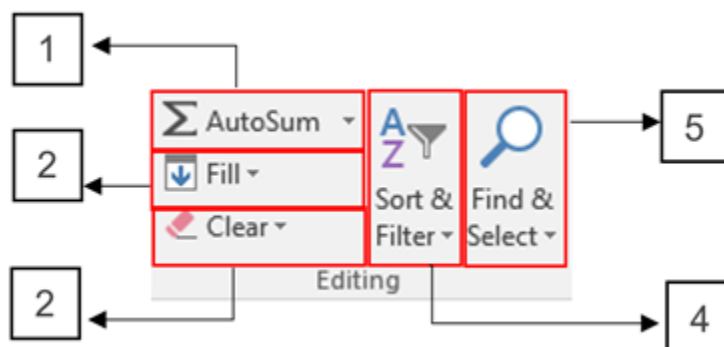 1
AutoSum
2
Fill
Clear
2
A
Z
Sort &
Filter
Find &
Select
5
4
Editing